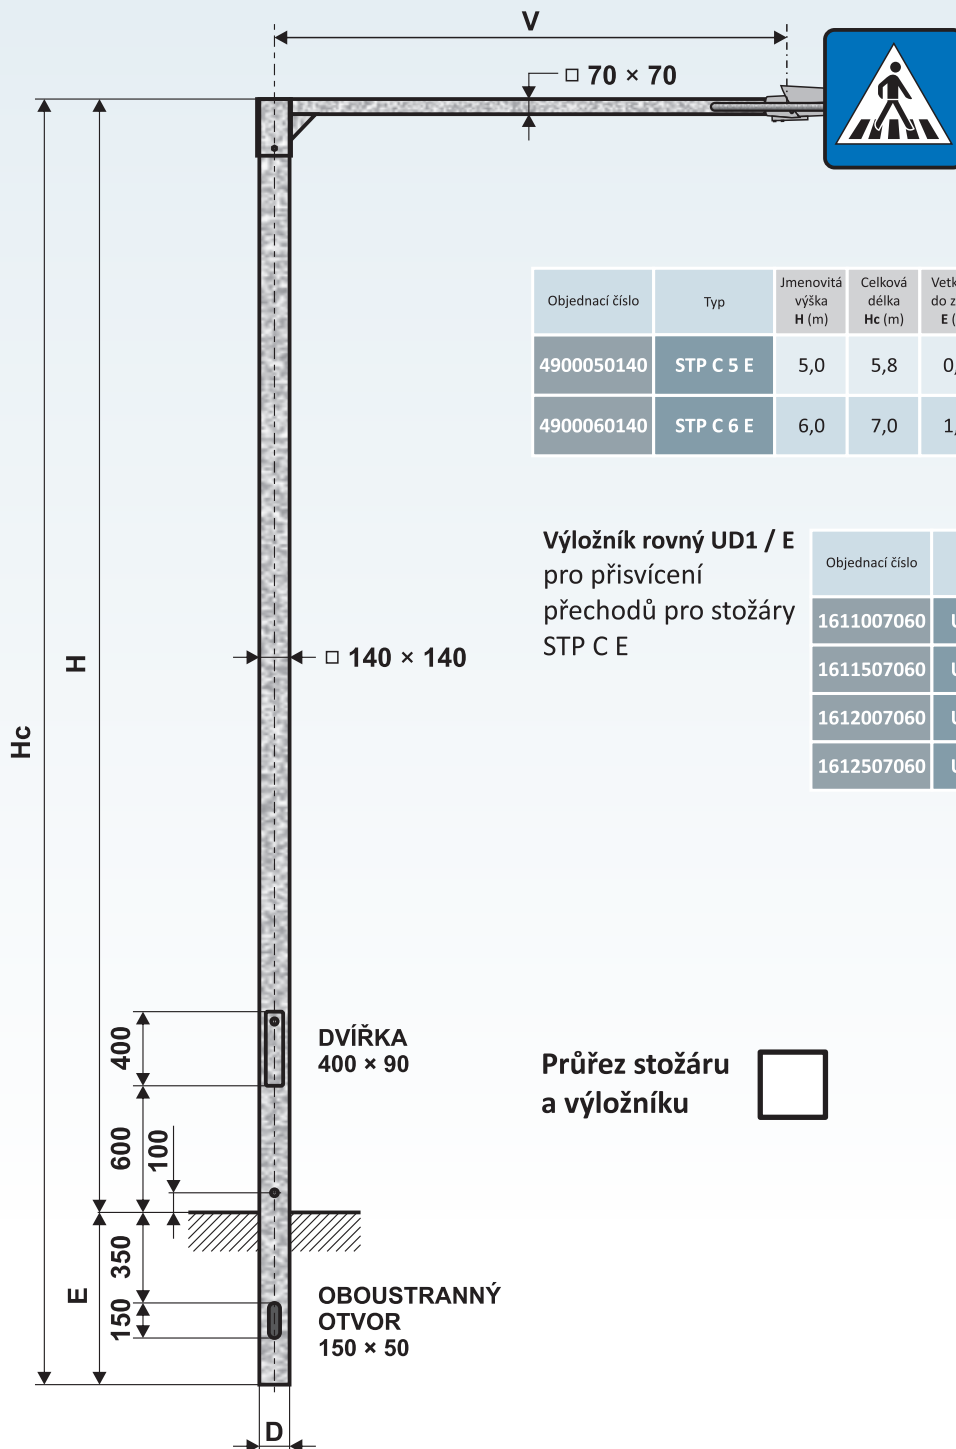 V
□ 70 × 70
Objednací číslo
Typ
Jmenovitá
výška
H (m)
Celková
délka
Hc (m)
do
E
4900050140 STP C 5 E 5,0 5,8 0,
4900060140 STP C 6 E 6,0 7,0 1,
Výložník rovný UD1 / E
pro přisvícení
přechodů pro stožáry
STP C E
Objednací číslo
1611007060 U
1611507060 U
1612007060 U
1612507060 U
□ 140 × 140
H
Hc
400
DVÍŘKA
400 × 90
Průřez stožáru
a výložníku
600
100
350
E
150
OBOUSTRANNÝ
OTVOR
150 × 50
D